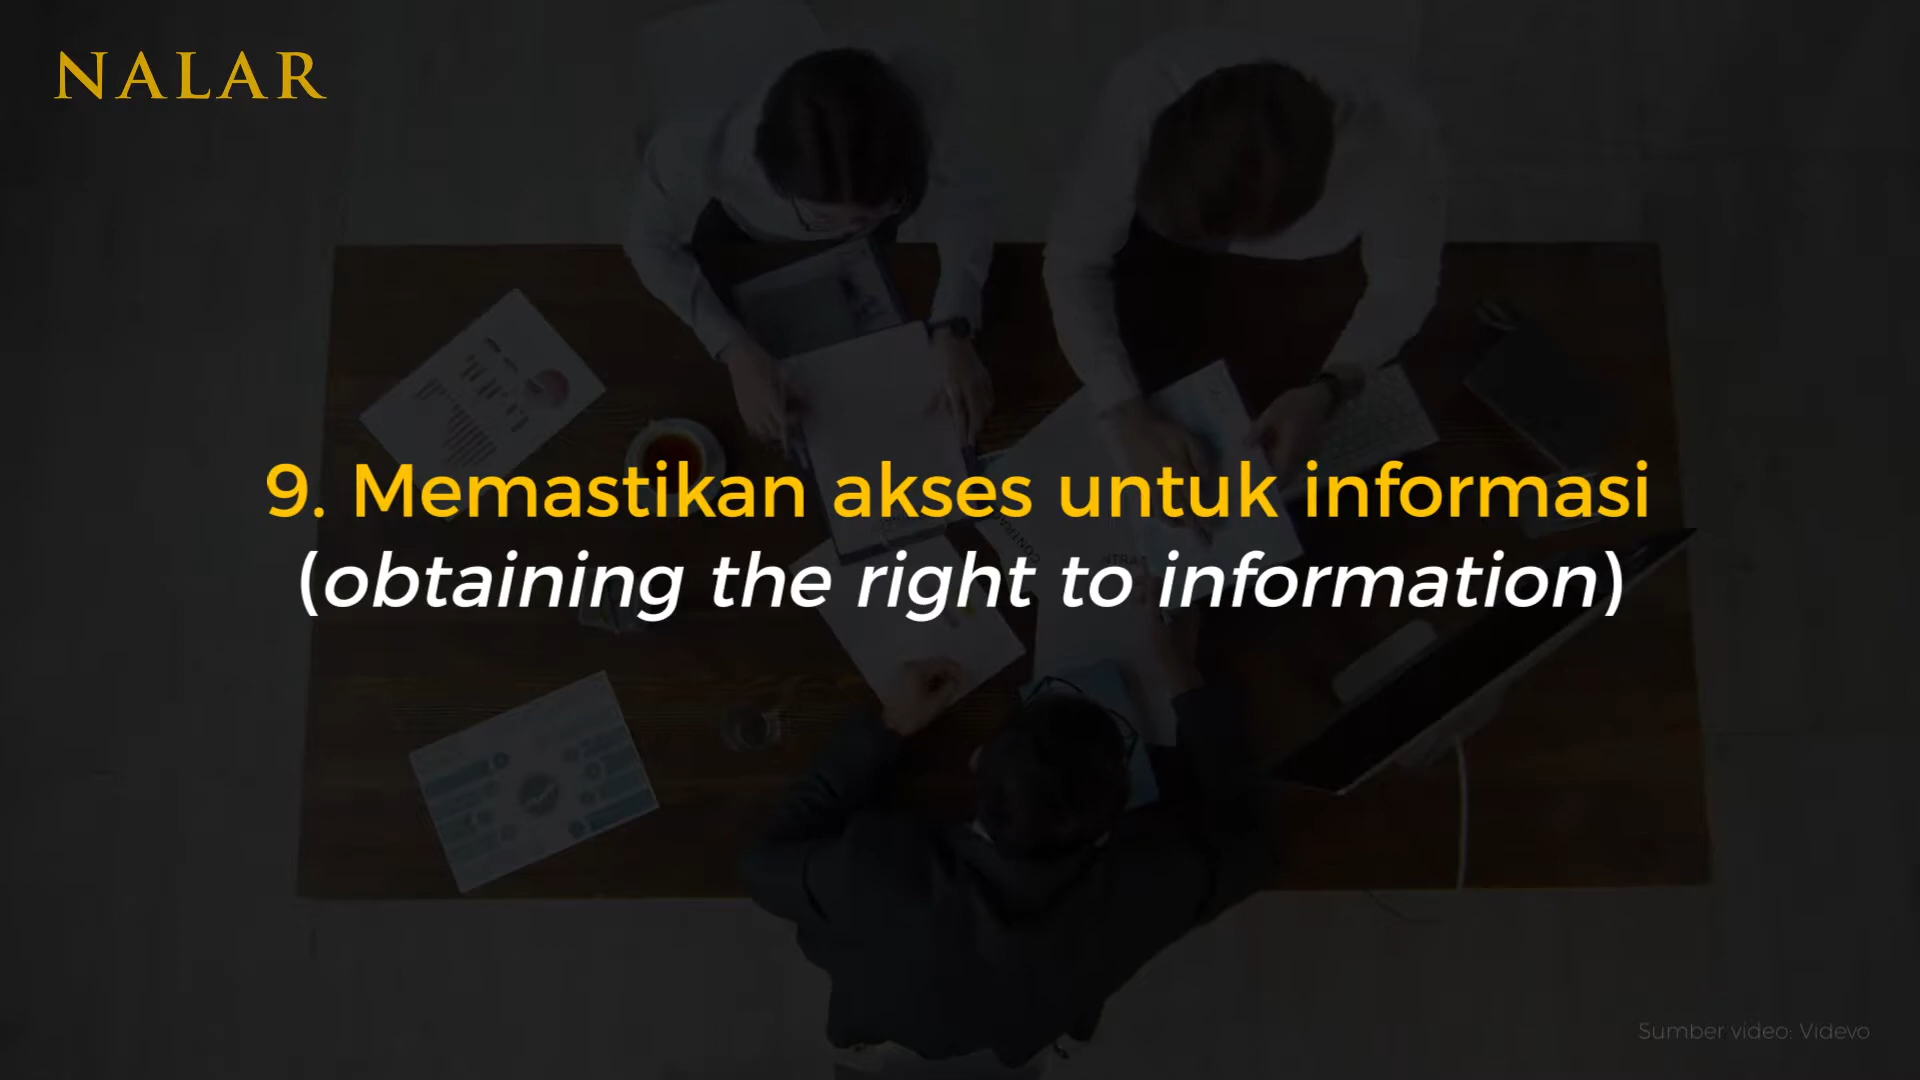 NALAR
9. Memastikan akses untuk informasi
(obtaining the right to information)
Sumber video: Videvo